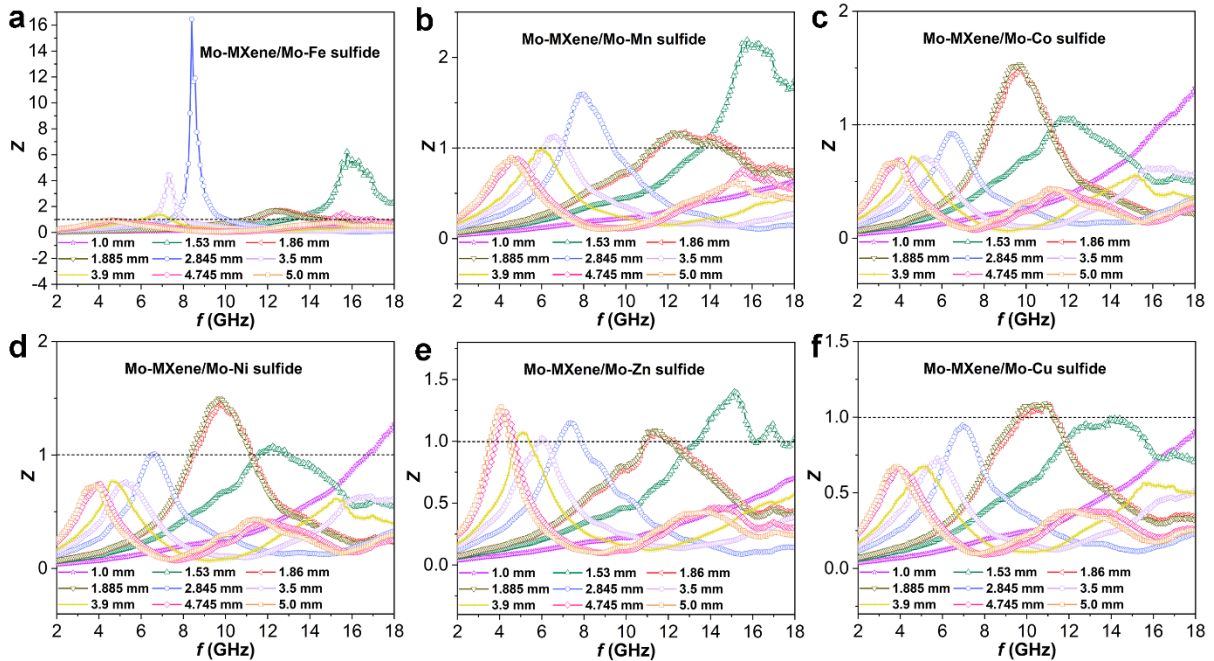 a
Mo-MXene/Mo-Fe sulfide
16
14
12
10
8
6
4
2
0
-2
-4
Z
1.0 mm 1.53 mm 1.86 mm
1.885 mm 2.845 mm 3.5 mm
3.9 mm 4.745 mm 5.0 mm
2 4 6 8 10 12 14 16 18
f (GHz)
b
Mo-MXene/Mo-Mn sulfide
2
1
0
Z
1.0 mm 1.53 mm 1.86 mm
1.885 mm 2.845 mm 3.5 mm
3.9 mm 4.745 mm 5.0 mm
2 4 6 8 10 12 14 16 18
f (GHz)
c
Mo-MXene/Mo-Co sulfide
2
1
0
Z
1.0 mm 1.53 mm 1.86 mm
1.885 mm 2.845 mm 3.5 mm
3.9 mm 4.745 mm 5.0 mm
2 4 6 8 10 12 14 16 18
f (GHz)
d
Mo-MXene/Mo-Ni sulfide
2
1
0
Z
1.0 mm 1.53 mm 1.86 mm
1.885 mm 2.845 mm 3.5 mm
3.9 mm 4.745 mm 5.0 mm
2 4 6 8 10 12 14 16 18
f (GHz)
e
Mo-MXene/Mo-Zn sulfide
1.5
1.0
0.5
0.0
Z
1.0 mm 1.53 mm 1.86 mm
1.885 mm 2.845 mm 3.5 mm
3.9 mm 4.745 mm 5.0 mm
2 4 6 8 10 12 14 16 18
f (GHz)
f
Mo-MXene/Mo-Cu sulfide
1.5
1.0
0.5
0.0
Z
1.0 mm 1.53 mm 1.86 mm
1.885 mm 2.845 mm 3.5 mm
3.9 mm 4.745 mm 5.0 mm
2 4 6 8 10 12 14 16 18
f (GHz)